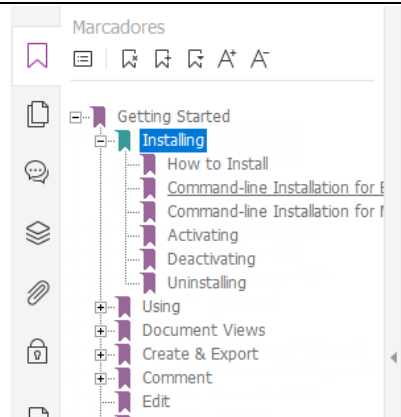 Marcadores
A+ A-
Getting Started
Installing
How to Install
Command-line Installation for
Command-line Installation for
Activating
Deactivating
Uninstalling
Using
Document Views
Create & Export
Comment
Edit